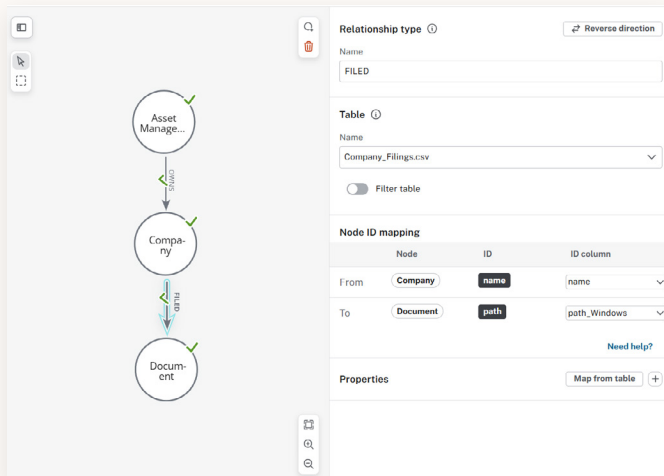 Asset
Manage...
OWNS
Compa-
ny
FILED
Docum-
ent
Relationship type
Reverse direction
Name
FILED
Table
Name
Company_Filings.csv
Filter table
Node ID mapping
Node ID ID column
From Company name name
To Document path path_Windows
Need help?
Properties
Map from table